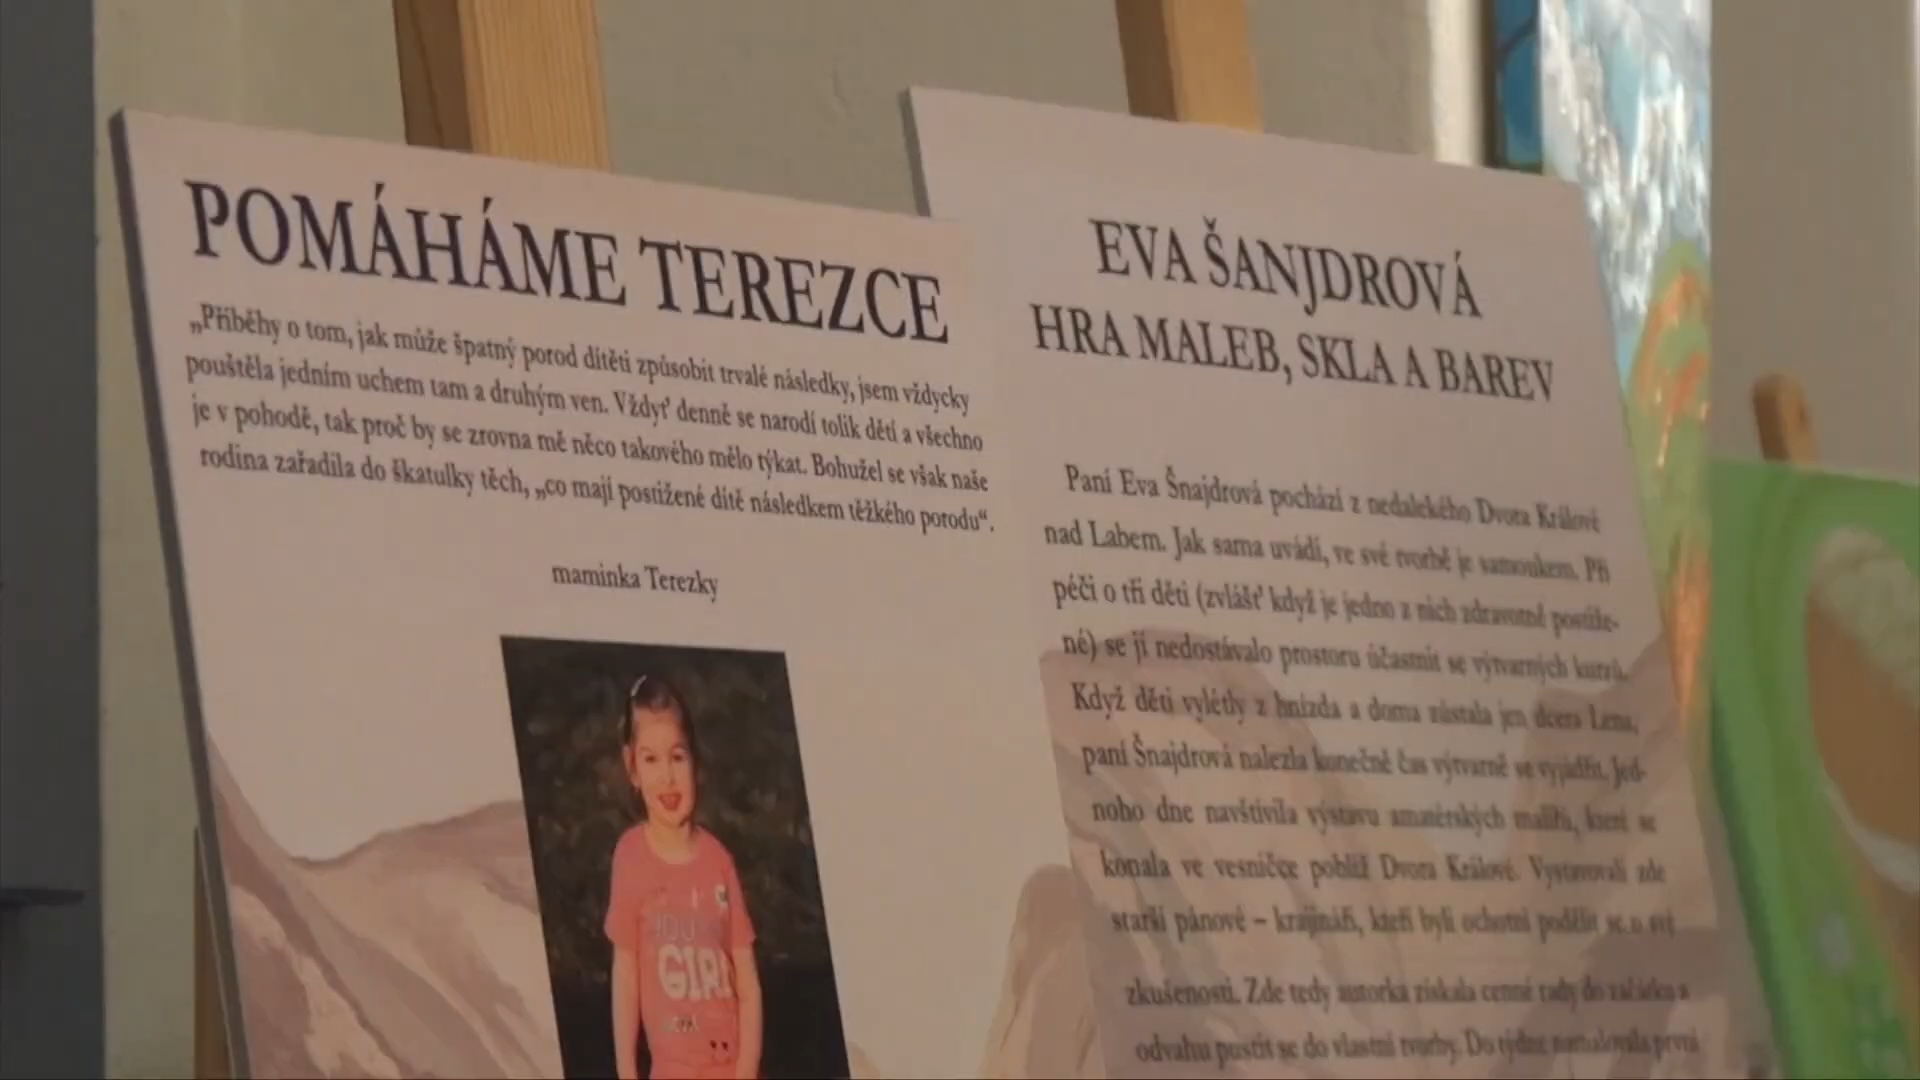 POMÁHÁME TEREZCE
„Příběhy o tom, jak může špatný porod dítěti způsobit trvalé následky, jsem vždycky
pouštěla jedním uchem tam a druhým ven. Vždyť denně se narodí tolik dětí a všechno
je v pohodě, tak proč by se zrovna mě něco takového mělo týkat. Bohužel se však naše
rodina zařadila do škatulky těch, „co mají postižené dítě následkem těžkého porodu“.
maminka Terezky
GIRL
EVA ŠANJDROVÁ
HRA MALEB, SKLA A BAREV
Paní Eva Šnajdrová pochází z nedalekého Dvora Králové
nad Labem. Jak sama uvádí, ve své tvorbě je samoukem. Při
péči o tři děti (zvlášť když je jedno z nich zdravotně postiže-
né) se jí nedostávalo prostoru účastnit se výtvarných kurzů.
Když děti vylétly z hnízda a doma zůstala jen dcera Lena,
paní Šnajdrová nalezla konečně čas výtvarně se vyjádřit. Jed-
noho dne navštívila výstavu amatérských malířů, která se
konala ve vesničce poblíž Dvora Králové. Vystavovali zde
starší pánové – krajináři, kteří byli ochotni podělit se o své
zkušenosti. Zde tedy autorka získala cenné rady do začátku a
odvahu pustit se do vlastní tvorby. Do týdne namalovala první